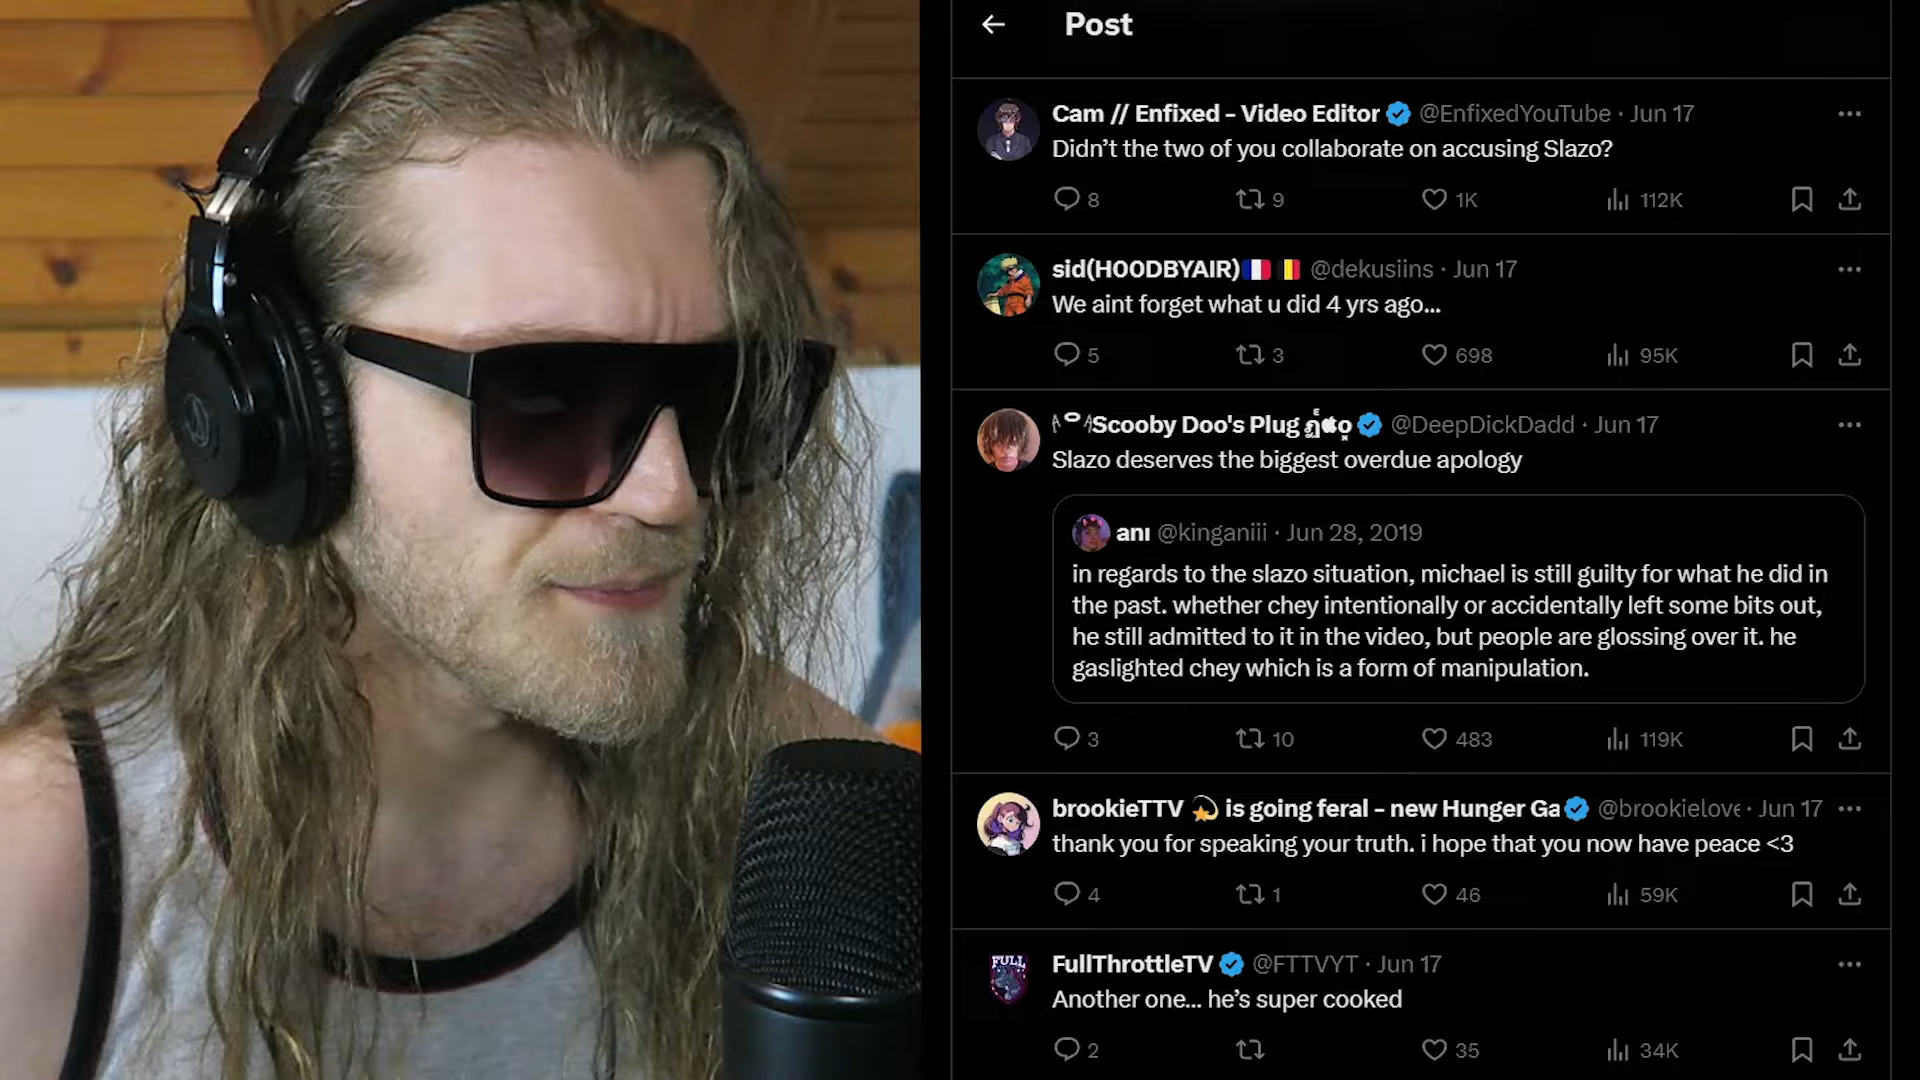 Post
Cam // Enfixed - Video Editor @EnfixedYouTube · Jun 17
Didn't the two of you collaborate on accusing Slazo?
8 9 1K 112K
sid(HOODBYAIR)🇫🇷🇧🇪 @dekusiins · Jun 17
We aint forget what u did 4 yrs ago...
5 3 698 95K
Scooby Doo's Plug @DeepDickDadd · Jun 17
Slazo deserves the biggest overdue apology
anı @kinganiii · Jun 28, 2019
in regards to the slazo situation, michael is still guilty for what he did in
the past. whether chey intentionally or accidentally left some bits out,
he still admitted to it in the video, but people are glossing over it. he
gaslighted chey which is a form of manipulation.
3 10 483 119K
brookieTTV 💫 is going feral - new Hunger Ga @brookielove · Jun 17
thank you for speaking your truth. i hope that you now have peace <3
4 1 46 59K
FULL
FullThrottleTV @FTTVYT · Jun 17
Another one... he's super cooked
2 35 34K